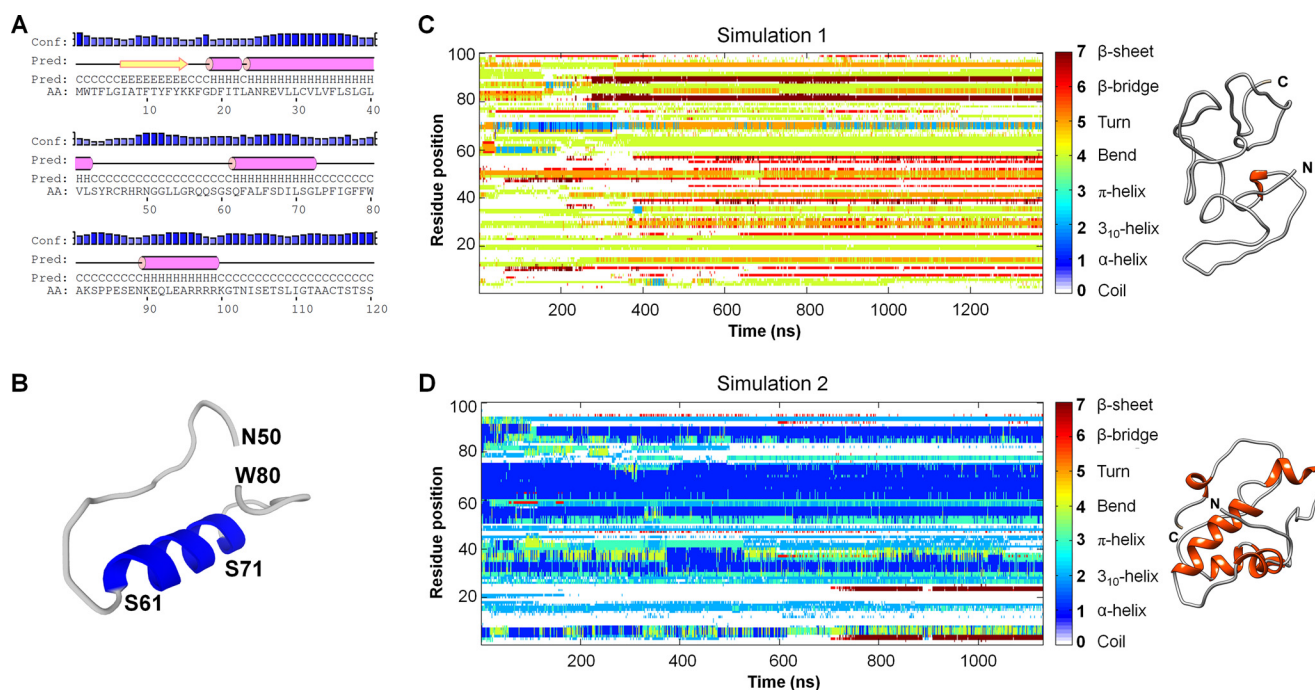 A
Conf:
Pred:
Pred: CCCCCCEEEEEEEEECCCHHHHCHHHHHHHHHHHHHHHHH
AA: MWTFLGIATFTYFYKKFGDFITLANREVLLCVLVFLSLGL
10 20 30 40
Conf:
Pred:
Pred: HHCCCCCCCCCCCCCCCCCCHHHHHHHHHHHHCCCCCCCC
AA: VLSYRCRHRNGGLLGRQQSGSQFALFSDILSGLPFIGFFW
50 60 70 80
Conf:
Pred:
Pred: CCCCCCCCHHHHHHHHHHHCCCCCCCCCCCCCCCCCCCCC
AA: AKSPPESENKEQLEARRRRKGTNISETSLIGTAACTSTSS
90 100 110 120
B
N50
W80
S71
S61
C
Simulation 1
Residue position
100
80
60
40
20
200 400 600 800 1000 1200
Time (ns)
7 β-sheet
6 β-bridge
5 Turn
4 Bend
3 π-helix
2 3₁₀-helix
1 α-helix
0 Coil
C
N
D
Simulation 2
Residue position
100
80
60
40
20
200 400 600 800 1000
Time (ns)
7 β-sheet
6 β-bridge
5 Turn
4 Bend
3 π-helix
2 3₁₀-helix
1 α-helix
0 Coil
N
C